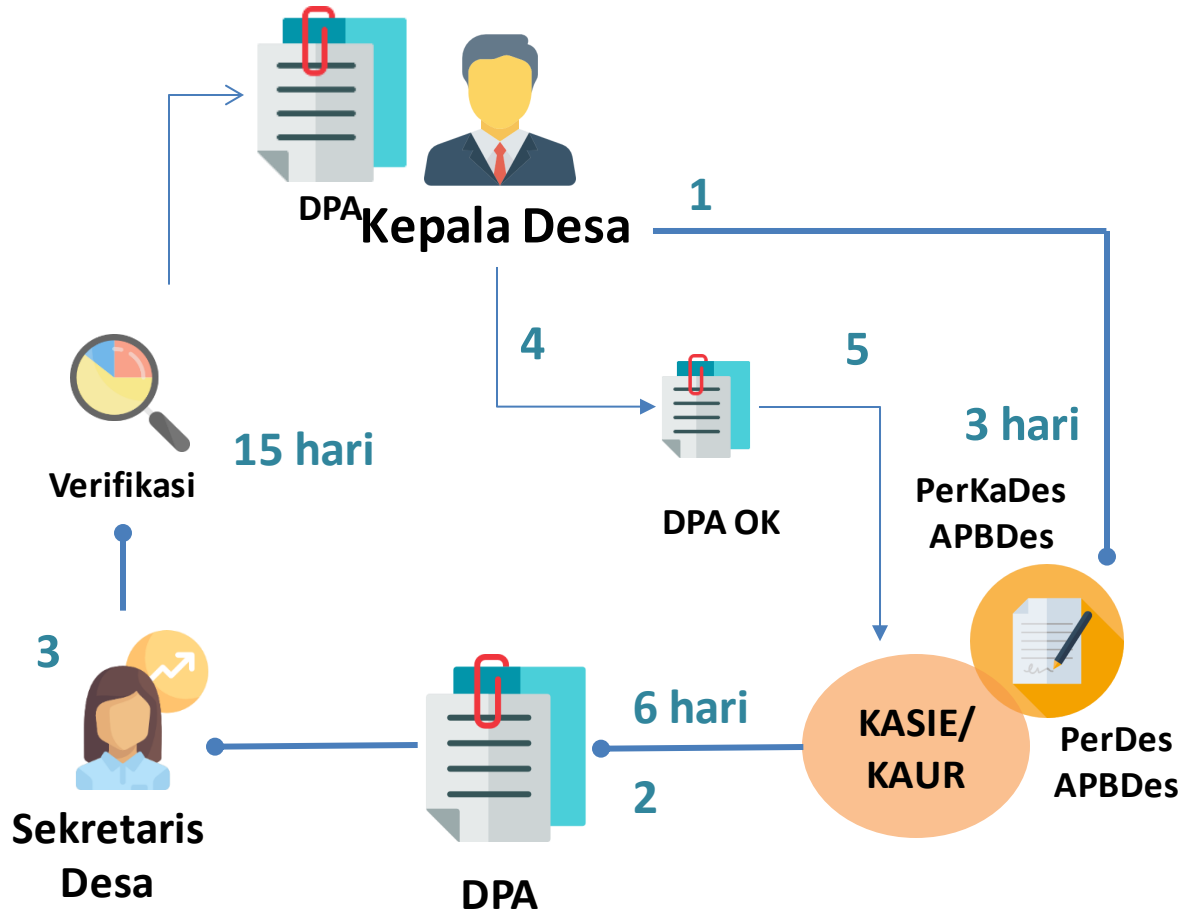 DPA
Kepala Desa
1
4
5
3 hari
PerKaDes
APBDes
15 hari
Verifikasi
DPA OK
3
6 hari
KASIE/
KAUR
2
PerDes
APBDes
Sekretaris
Desa
DPA